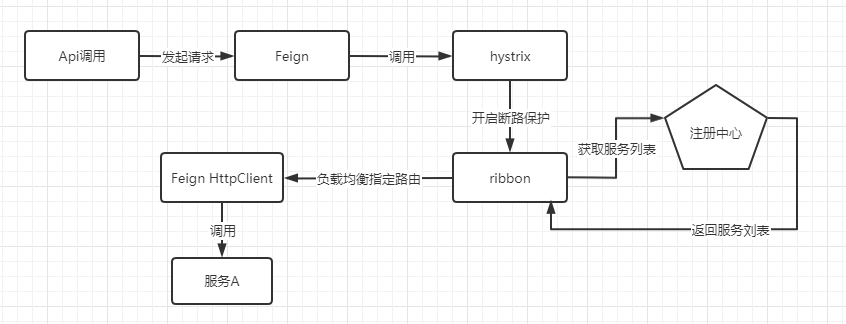 Api调用
发起请求
Feign
调用
hystrix
开启断路保护
获取服务列表
注册中心
Feign HttpClient
负载均衡指定路由
ribbon
返回服务刘表
调用
服务A